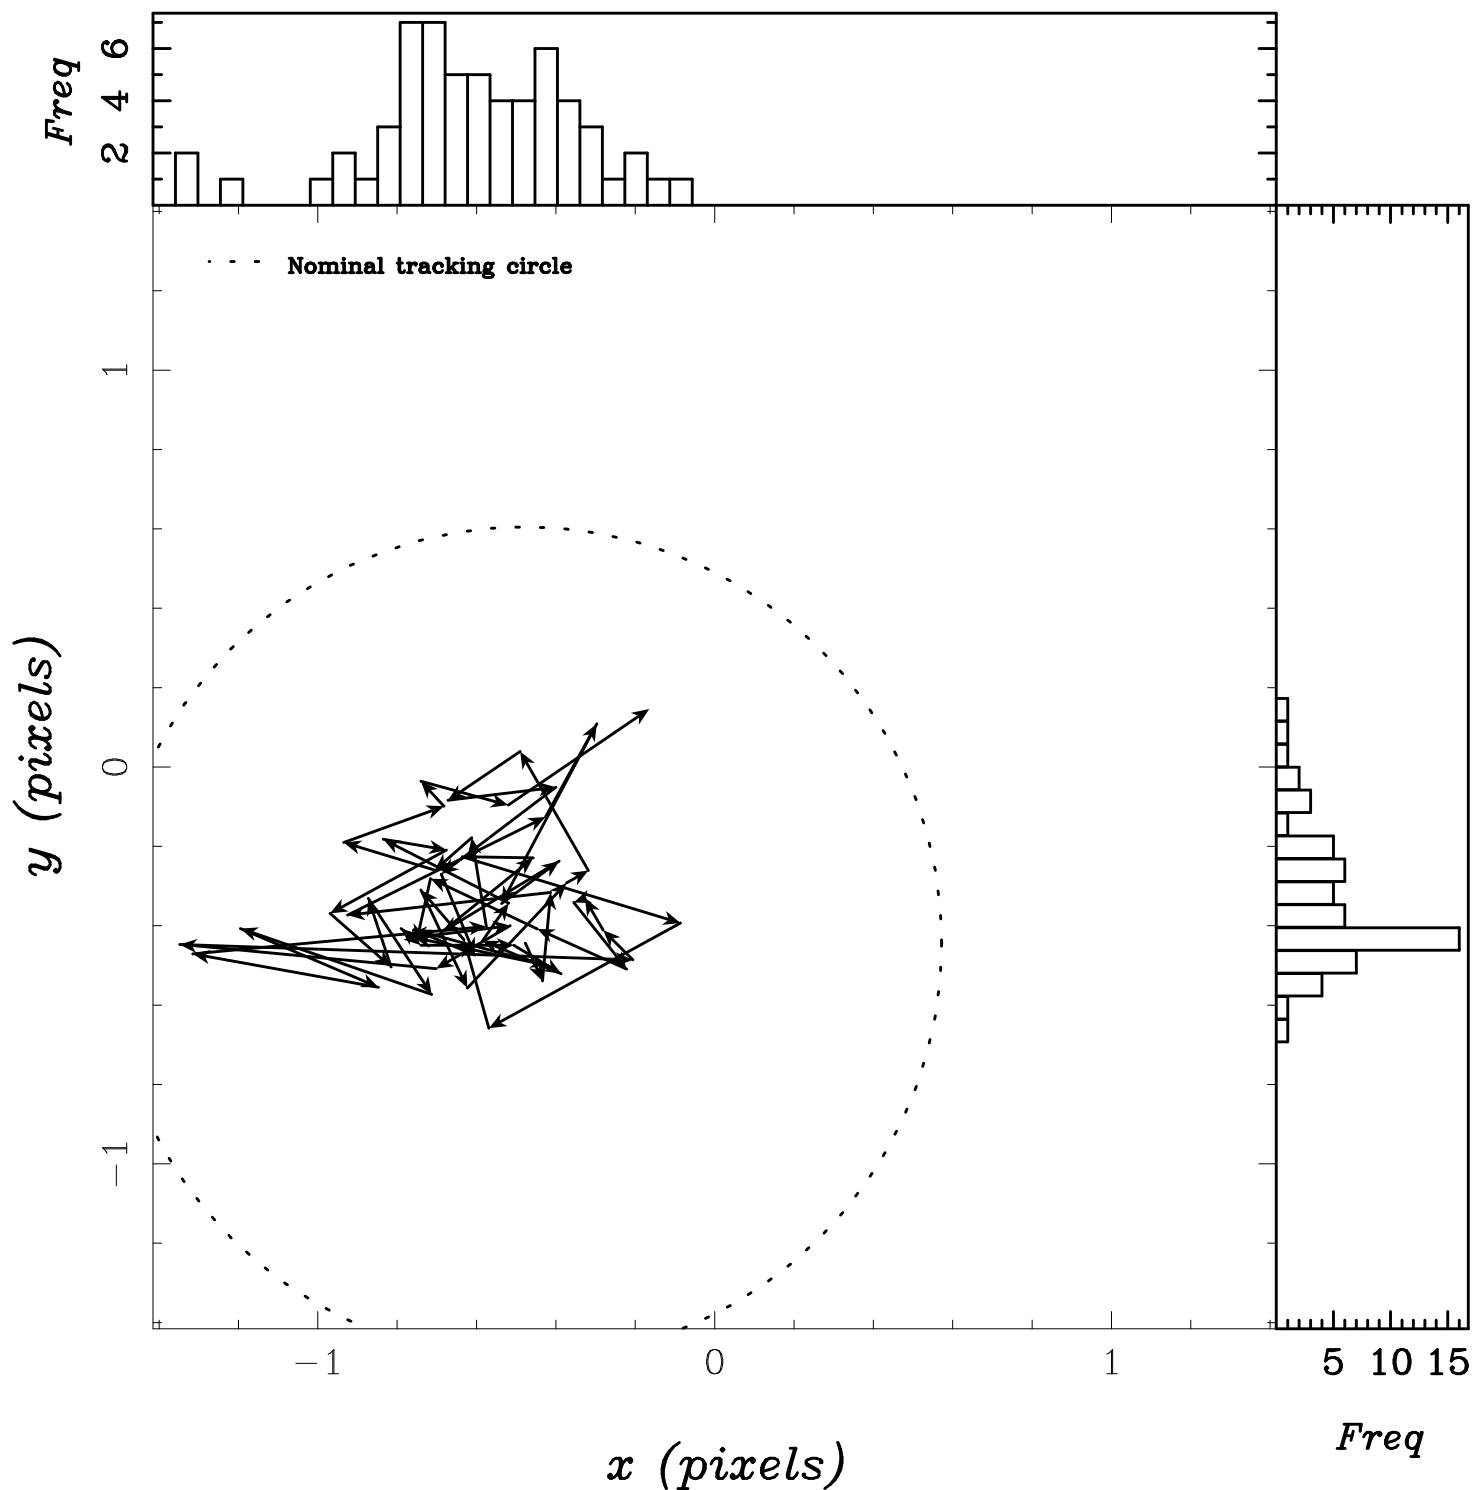 Freq
2 4 6
Nominal tracking circle
y (pixels)
1
0
−1
−1 0 1
x (pixels)
5 10 15
Freq